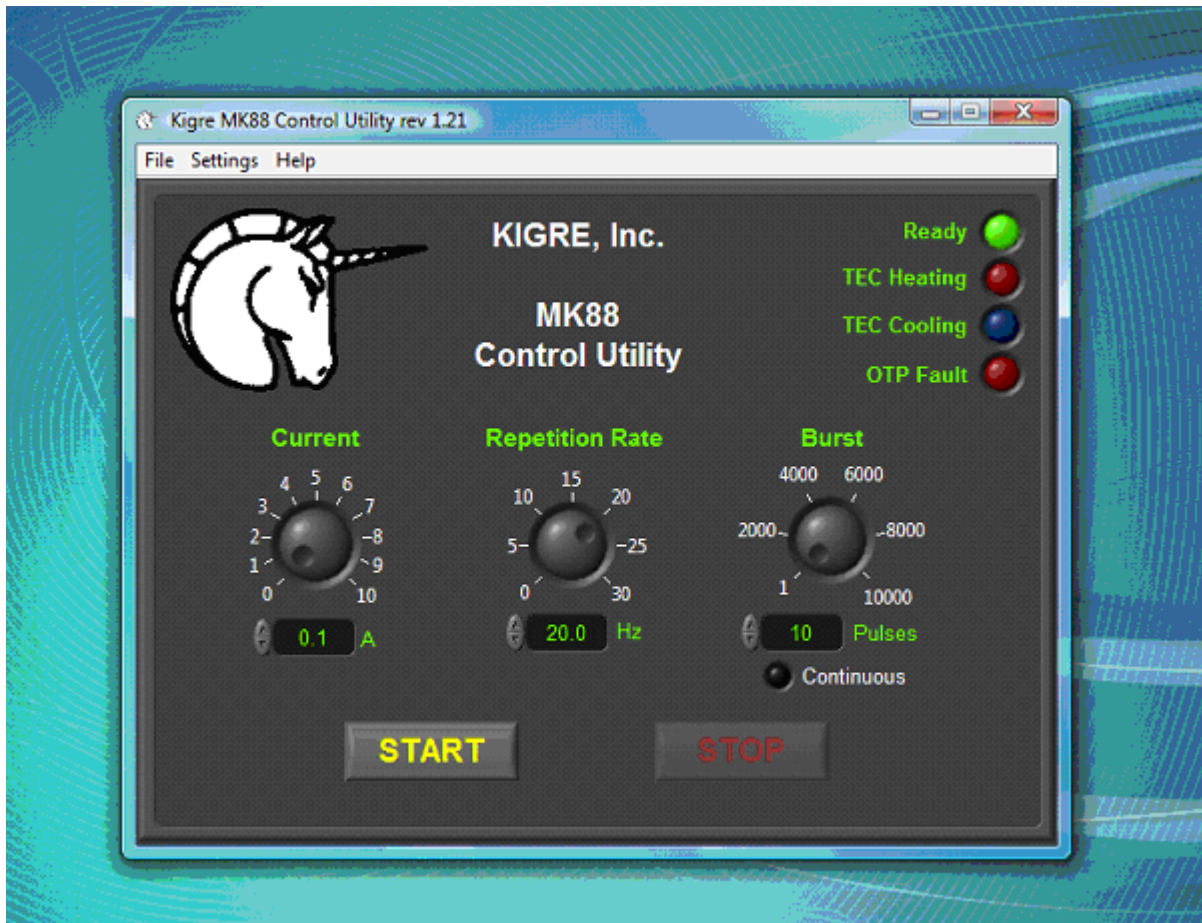 Kigre MK88 Control Utility rev 1.21
File Settings Help
KIGRE, Inc.
MK88
Control Utility
Ready
TEC Heating
TEC Cooling
OTP Fault
Current
0 1 2 3 4 5 6 7 8 9 10
0.1 A
Repetition Rate
0 5 10 15 20 25 30
20.0 Hz
Burst
1 2000 4000 6000 8000 10000
10 Pulses
Continuous
START
STOP